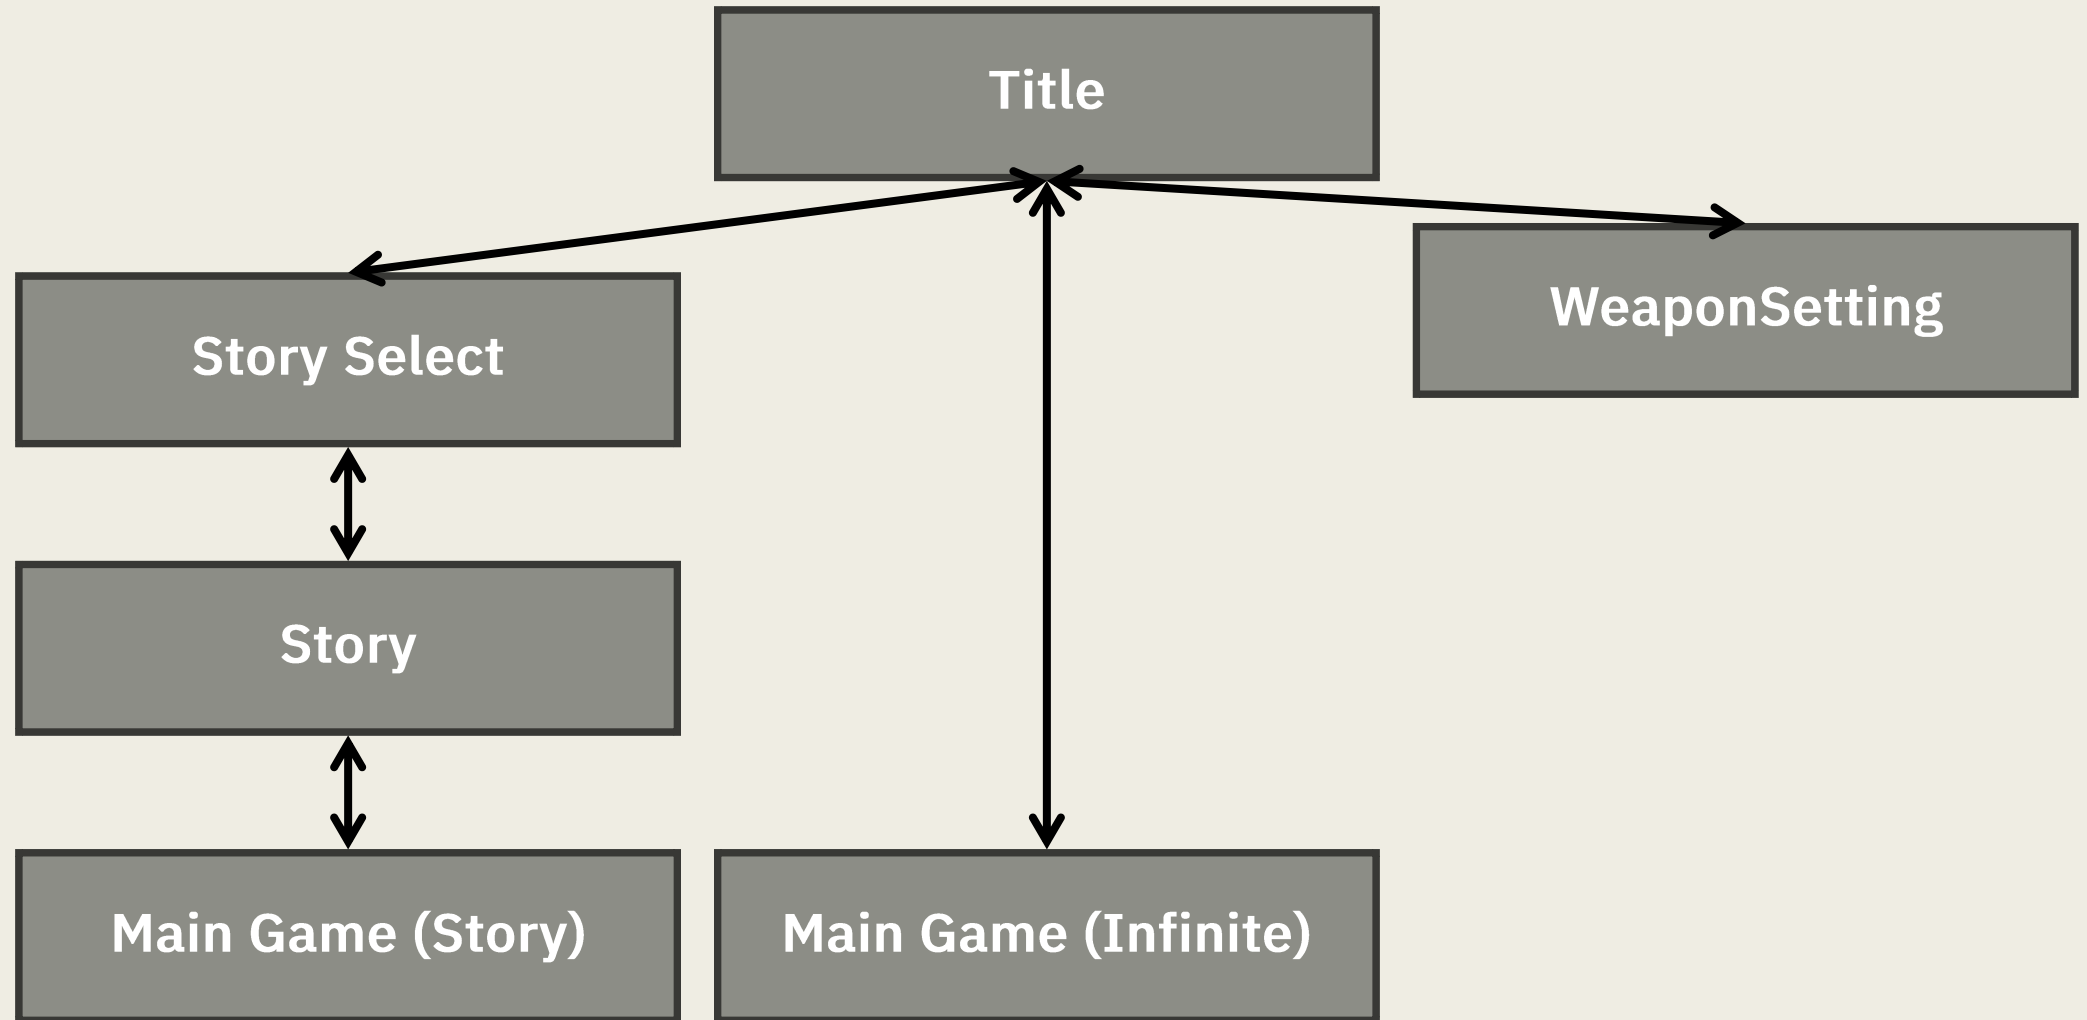 Title
WeaponSetting
Story Select
Story
Main Game (Story)
Main Game (Infinite)